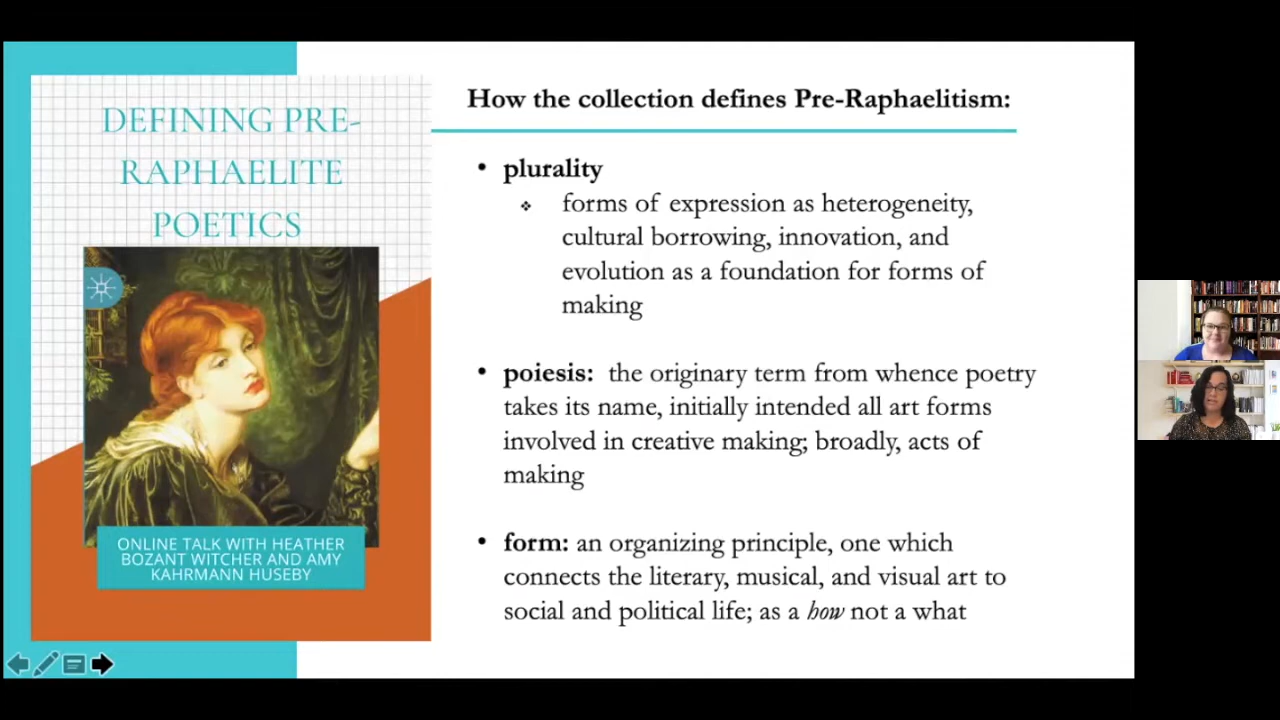 DEFINING PRE-
RAPHAELITE
POETICS
ONLINE TALK WITH HEATHER
BOZANT WITCHER AND AMY
KAHRMANN HUSEBY
How the collection defines Pre-Raphaelitism:
• plurality
❖ forms of expression as heterogeneity,
cultural borrowing, innovation, and
evolution as a foundation for forms of
making
• poiesis: the originary term from whence poetry
takes its name, initially intended all art forms
involved in creative making; broadly, acts of
making
• form: an organizing principle, one which
connects the literary, musical, and visual art to
social and political life; as a how not a what